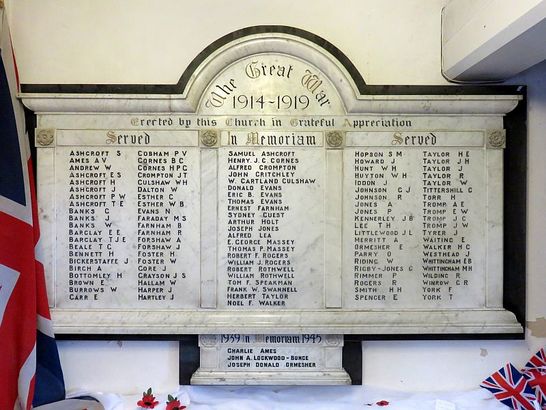 The Great War
1914-1919
Erected by this Church in Grateful Appreciation
Served
ASHCROFT S
AMES A V
ANDREW W
ASHCROFT E S
ASHCROFT H
ASHCROFT J
ASHCROFT P W
ASHCROFT T E
BANKS C
BANKS J
BANKS W
BARCLAY E E
BARCLAY T J E
BEALE T C
BENNETT H
BICKERSTAFFE J
BIRCH A
BOTTOMLEY H
BROWN E
BURROWS W
CARR E
COBHAM P V
CORNES B C
CORNES H P C
CROMPTON J T
CULSHAW W H
DALTON W
ESTHER C
ESTHER W B
EVANS N
FARADAY M S
FARNHAM B
FARNHAM R
FORSHAW A
FORSHAW J
FOSTER H
FOSTER W
GORE J
GRAYSON J S
HALLAM W
HARPER J
HARTLEY J
In Memoriam
SAMUEL ASHCROFT
HENRY J. C. CORNES
ALFRED CROMPTON
JOHN CRITCHLEY
W. CARTLAND CULSHAW
DONALD EVANS
ERIC B. EVANS
THOMAS EVANS
ERNEST FARNHAM
SYDNEY GUEST
ARTHUR HOLT
JOSEPH JONES
ALFRED LEA
E. GEORGE MASSEY
THOMAS P. MASSEY
ROBERT F. ROGERS
WILLIAM J. ROGERS
ROBERT ROTHWELL
WILLIAM ROTHWELL
TOM F. SPEAKMAN
FRANK W. SWANNELL
HERBERT TAYLOR
NOEL F. WALKER
Served
HOPSON S M
HOWARD J
HUNT W H
HUYTON W H
IDDON J
JOHNSON C J
JOHNSON R
JONES A
JONES P
KENNERLEY J B
LEE T H
LITTLEWOOD J L
MERRITT A
ORMESHER E
PARRY O
RIDING W
RIGBY-JONES G
RIMMER P
ROGERS R
SMITH H H
SPENCER E
TAYLOR H E
TAYLOR J H
TAYLOR J
TAYLOR R
TAYLOR W
TITTERSHILL G
TORR H
TROMP A E
TROMP E W
TROMP J C
TROMP J W
TYRER J
WAITING E
WALKER H C
WESTHEAD J
WHITTINGHAM E B
WHITTINGHAM M H
WILDING R
WINROW G R
YORK F
YORK T
1939 In Memoriam 1945
CHARLIE AMES
JOHN A. LOCKWOOD-BUNCE
JOSEPH DONALD ORMESHER